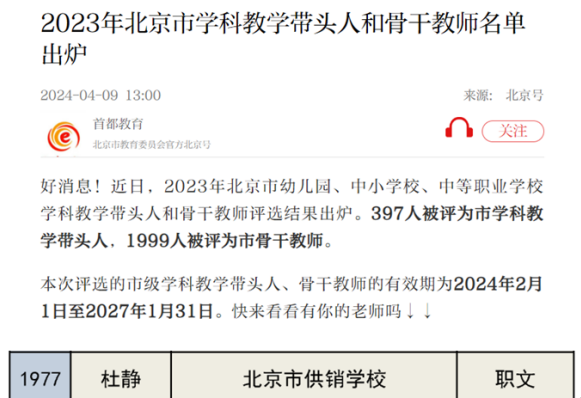 2023年北京市学科教学带头人和骨干教师名单
出炉
2024-04-09 13:00 来源： 北京号
首都教育
北京市教育委员会官方北京号
关注
好消息！近日，2023年北京市幼儿园、中小学校、中等职业学校
学科教学带头人和骨干教师评选结果出炉。397人被评为市学科教
学带头人，1999人被评为市骨干教师。
本次评选的市级学科教学带头人、骨干教师的有效期为2024年2月
1日至2027年1月31日。快来看看有你的老师吗↓↓
1977 杜静 北京市供销学校 职文